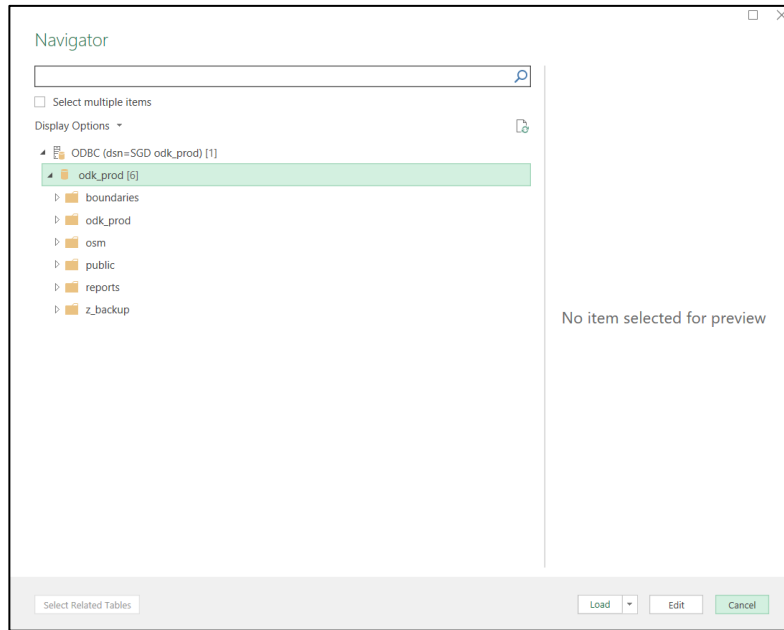 Navigator
Select multiple items
Display Options
ODBC (dsn=SGD odk_prod) [1]
odk_prod [6]
boundaries
odk_prod
osm
public
reports
z_backup
No item selected for preview
Select Related Tables
Load
Edit
Cancel